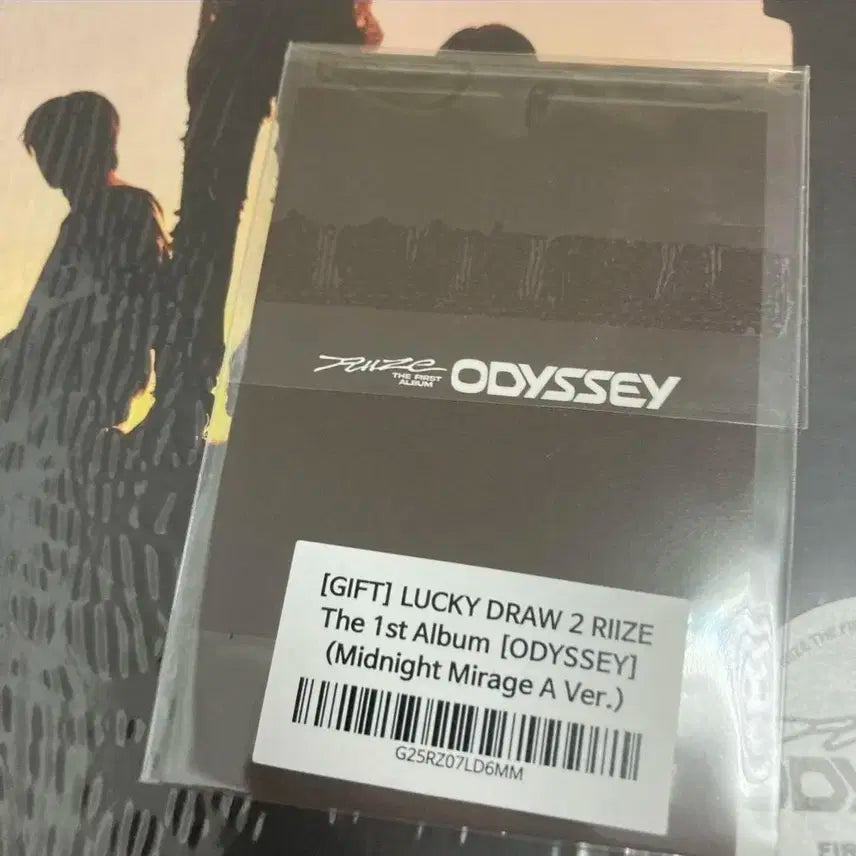 RIIZE
THE FIRST
ALBUM
ODYSSEY
[GIFT] LUCKY DRAW 2 RIIZE
The 1st Album [ODYSSEY]
(Midnight Mirage A Ver.)
G25RZ07LD6MM